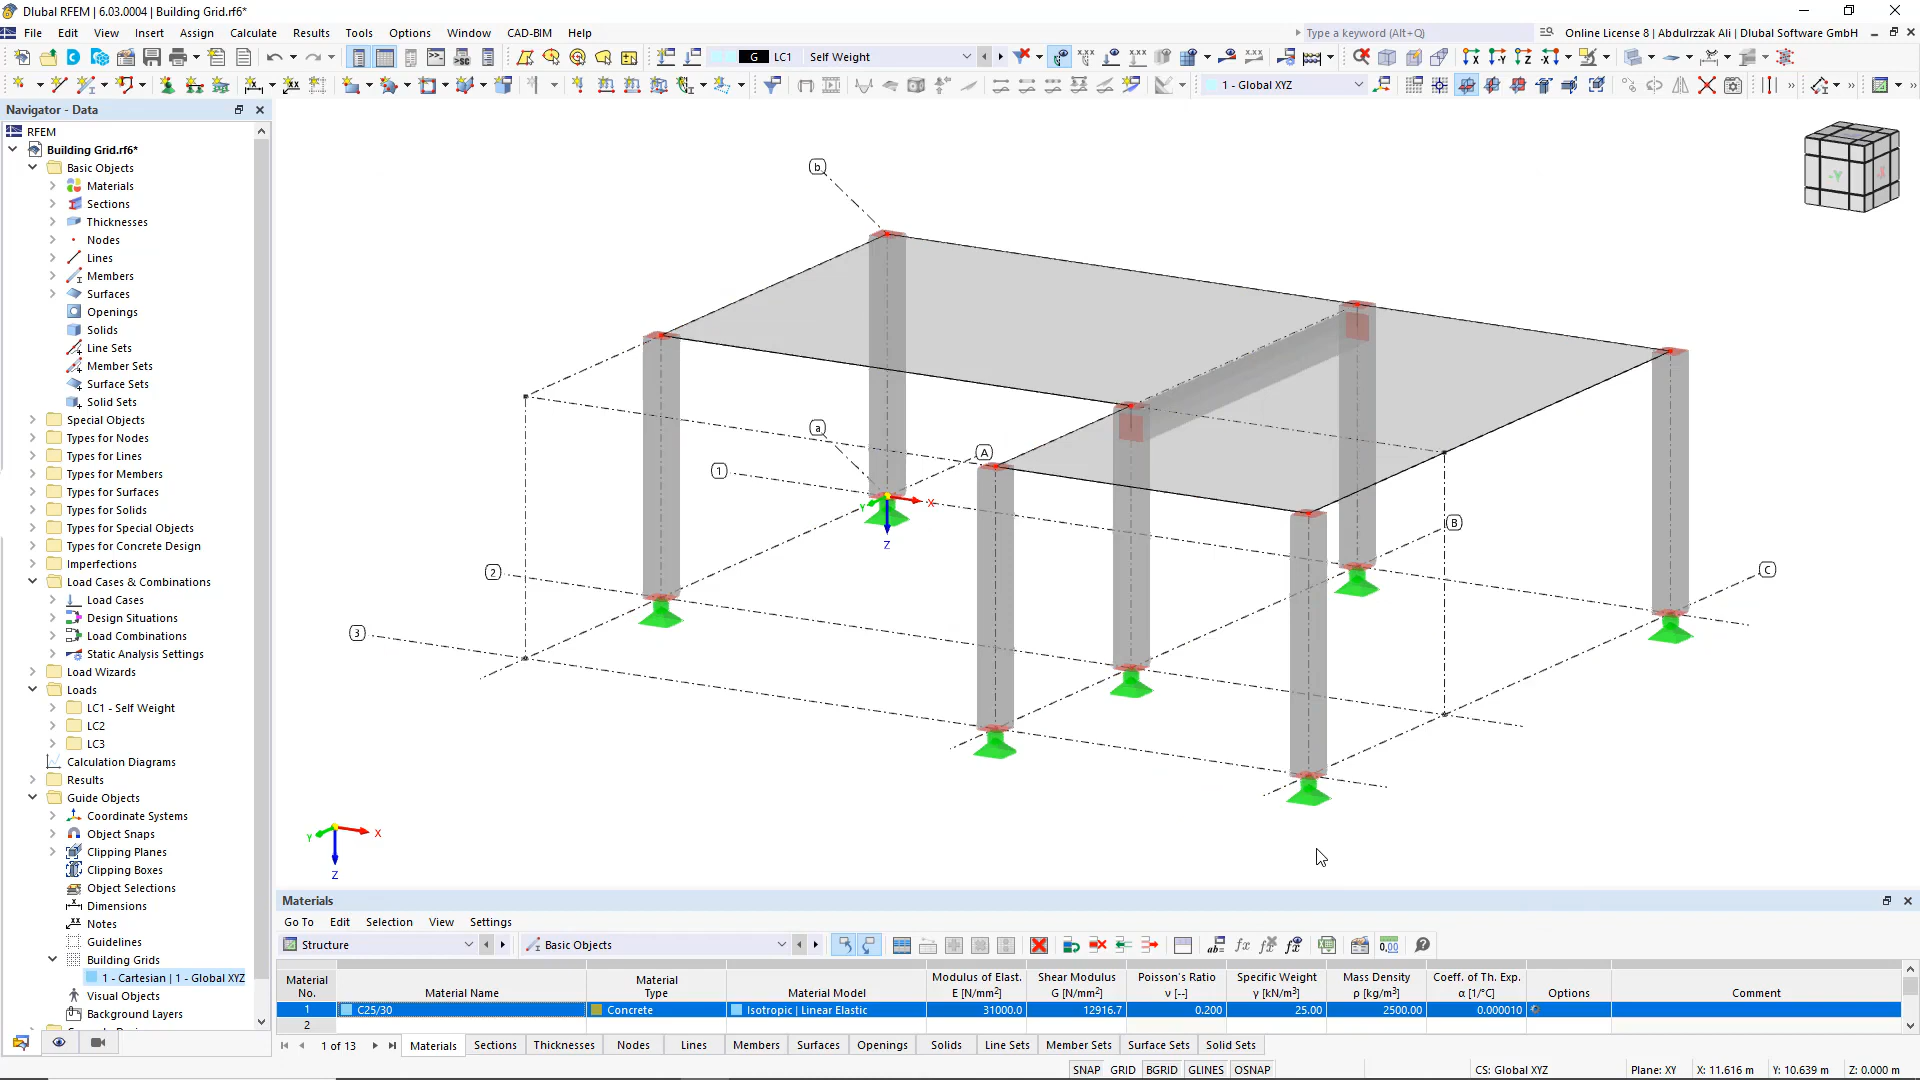 Dlubal RFEM | 6.03.0004 | Building Grid.rf6*
File Edit View Insert Assign Calculate Results Tools Options Window CAD-BIM Help
Type a keyword (Alt+Q)
Online License 8 | Abdulrzzak Ali | Dlubal Software GmbH
G LC1 Self Weight
1 - Global XYZ
Navigator - Data
RFEM
Building Grid.rf6*
Basic Objects
Materials
Sections
Thicknesses
Nodes
Lines
Members
Surfaces
Openings
Solids
Line Sets
Member Sets
Surface Sets
Solid Sets
Special Objects
Types for Nodes
Types for Lines
Types for Members
Types for Surfaces
Types for Solids
Types for Special Objects
Types for Concrete Design
Imperfections
Load Cases & Combinations
Load Cases
Design Situations
Load Combinations
Static Analysis Settings
Load Wizards
Loads
LC1 - Self Weight
LC2
LC3
Calculation Diagrams
Results
Guide Objects
Coordinate Systems
Object Snaps
Clipping Planes
Clipping Boxes
Object Selections
Dimensions
Notes
Guidelines
Building Grids
1 - Cartesian | 1 - Global XYZ
Visual Objects
Background Layers
b
-Y -X
a
A
1
X
Y
Z
B
2
C
3
X
Y
Z
Materials
Go To Edit Selection View Settings
Structure
Basic Objects
Material No.
Material Name
Material Type
Material Model
Modulus of Elast. E [N/mm²]
Shear Modulus G [N/mm²]
Poisson's Ratio ν [--]
Specific Weight γ [kN/m³]
Mass Density ρ [kg/m³]
Coeff. of Th. Exp. α [1/°C]
Options
Comment
1 C25/30 Concrete Isotropic | Linear Elastic 31000.0 12916.7 0.200 25.00 2500.00 0.000010
2
1 of 13
Materials Sections Thicknesses Nodes Lines Members Surfaces Openings Solids Line Sets Member Sets Surface Sets Solid Sets
SNAP GRID BGRID GLINES OSNAP
CS: Global XYZ
Plane: XY
X: 11.616 m
Y: 10.639 m
Z: 0.000 m